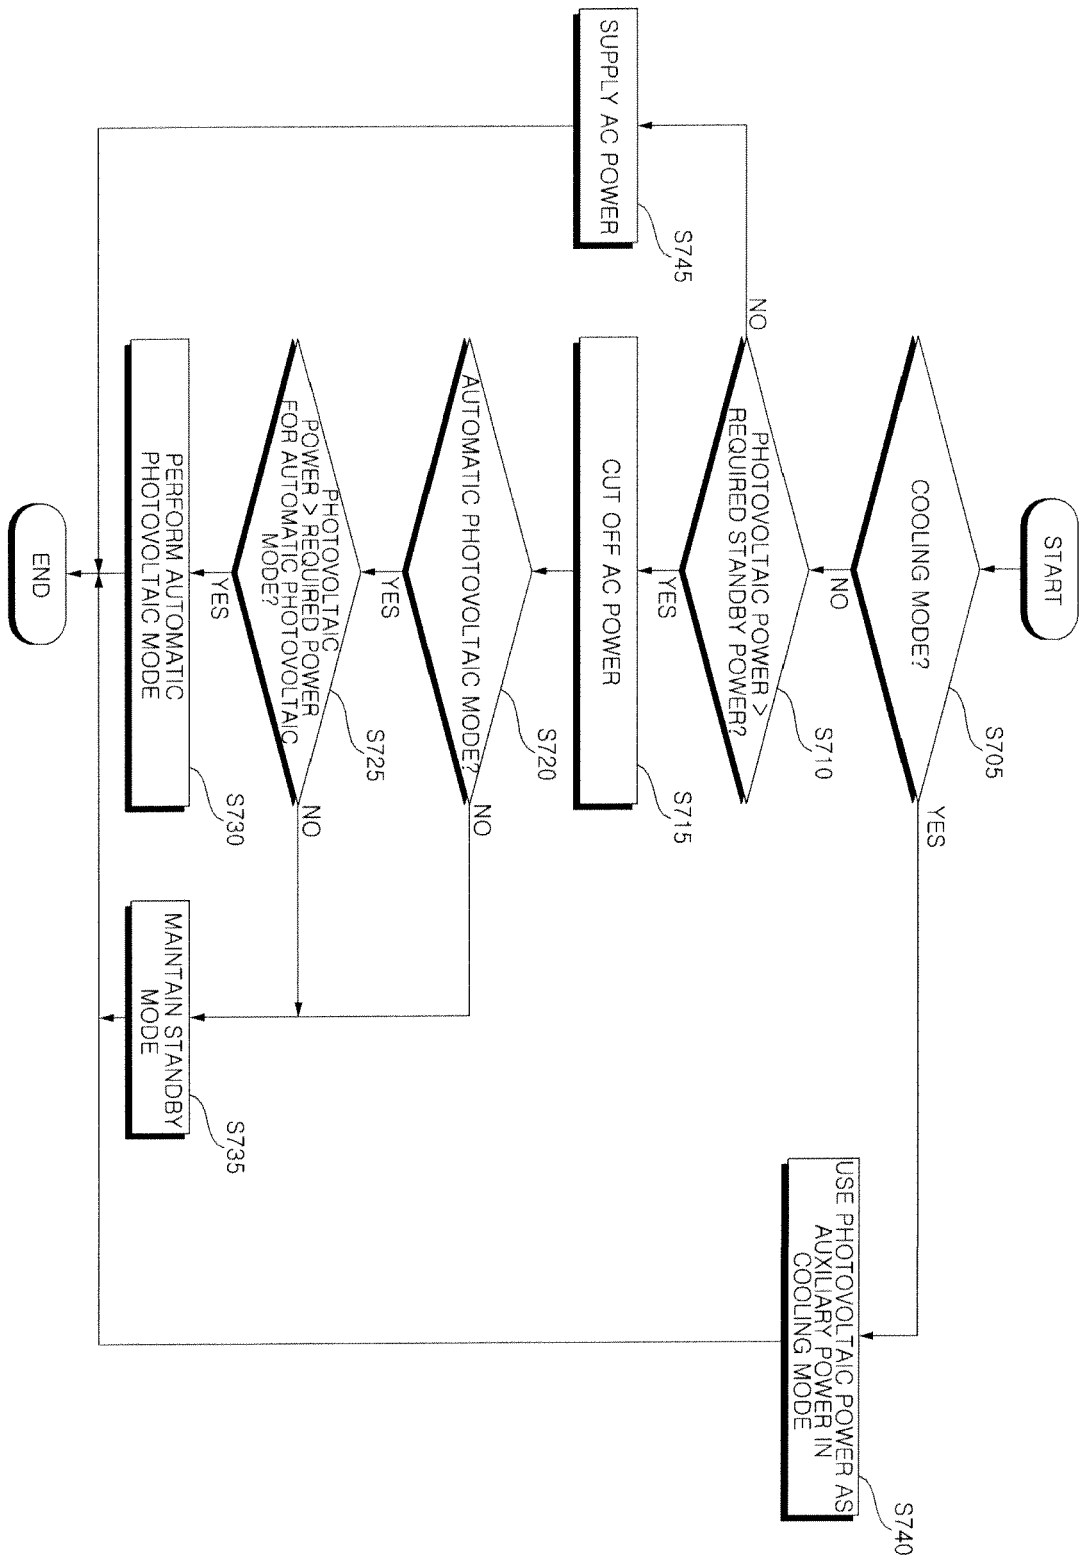 START
COOLING MODE?
S705
YES
NO
PHOTOVOLTAIC POWER >
REQUIRED STANDBY POWER?
S710
NO
YES
SUPPLY AC POWER
S745
CUT OFF AC POWER
S715
AUTOMATIC PHOTOVOLTAIC MODE?
S720
NO
YES
PHOTOVOLTAIC
POWER > REQUIRED POWER
FOR AUTOMATIC PHOTOVOLTAIC
MODE?
S725
NO
YES
PERFORM AUTOMATIC
PHOTOVOLTAIC MODE
S730
MAINTAIN STANDBY
MODE
S735
USE PHOTOVOLTAIC POWER AS
AUXILIARY POWER IN
COOLING MODE
S740
END